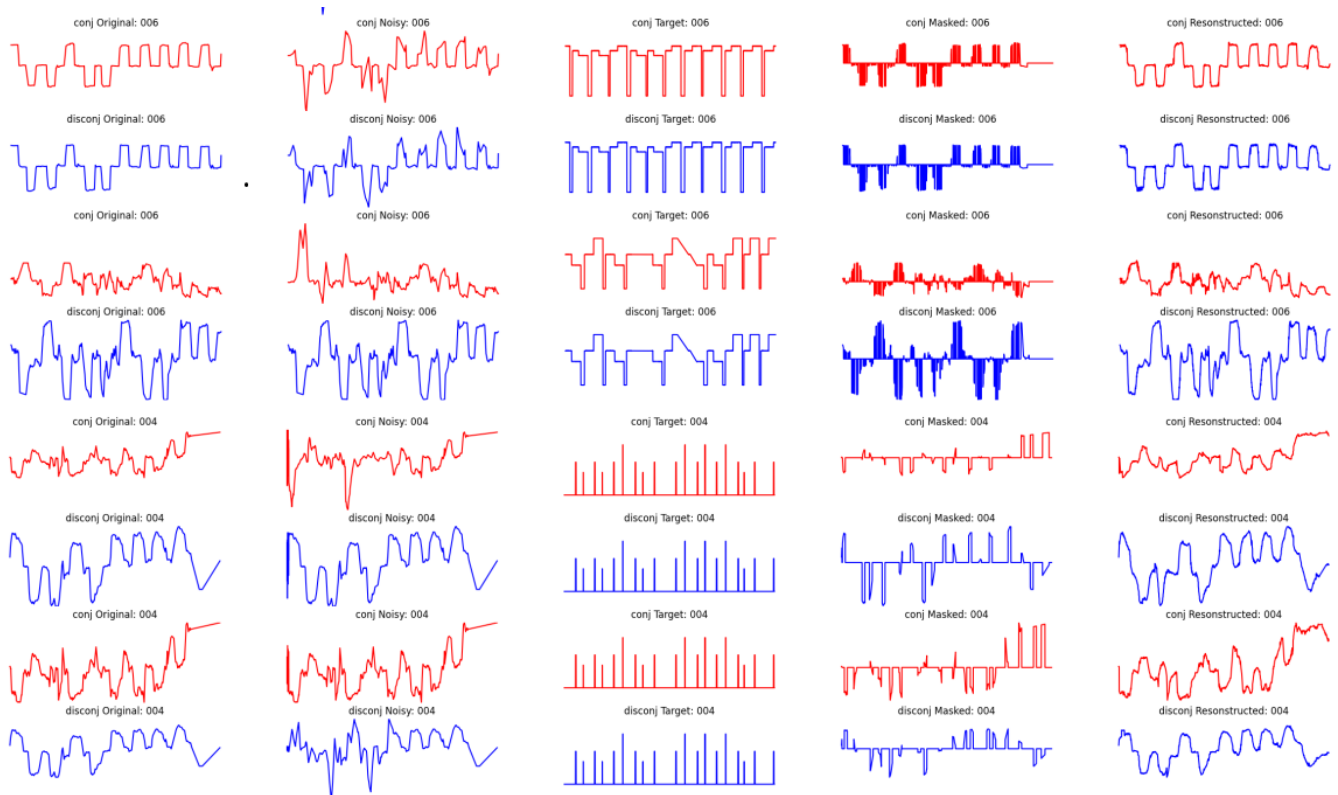 conj Original: 006 conj Noisy: 006 conj Target: 006 conj Masked: 006 conj Resonstructed: 006
disconj Original: 006 disconj Noisy: 006 disconj Target: 006 disconj Masked: 006 disconj Resonstructed: 006
conj Original: 006 conj Noisy: 006 conj Target: 006 conj Masked: 006 conj Resonstructed: 006
disconj Original: 006 disconj Noisy: 006 disconj Target: 006 disconj Masked: 006 disconj Resonstructed: 006
conj Original: 004 conj Noisy: 004 conj Target: 004 conj Masked: 004 conj Resonstructed: 004
disconj Original: 004 disconj Noisy: 004 disconj Target: 004 disconj Masked: 004 disconj Resonstructed: 004
conj Original: 004 conj Noisy: 004 conj Target: 004 conj Masked: 004 conj Resonstructed: 004
disconj Original: 004 disconj Noisy: 004 disconj Target: 004 disconj Masked: 004 disconj Resonstructed: 004